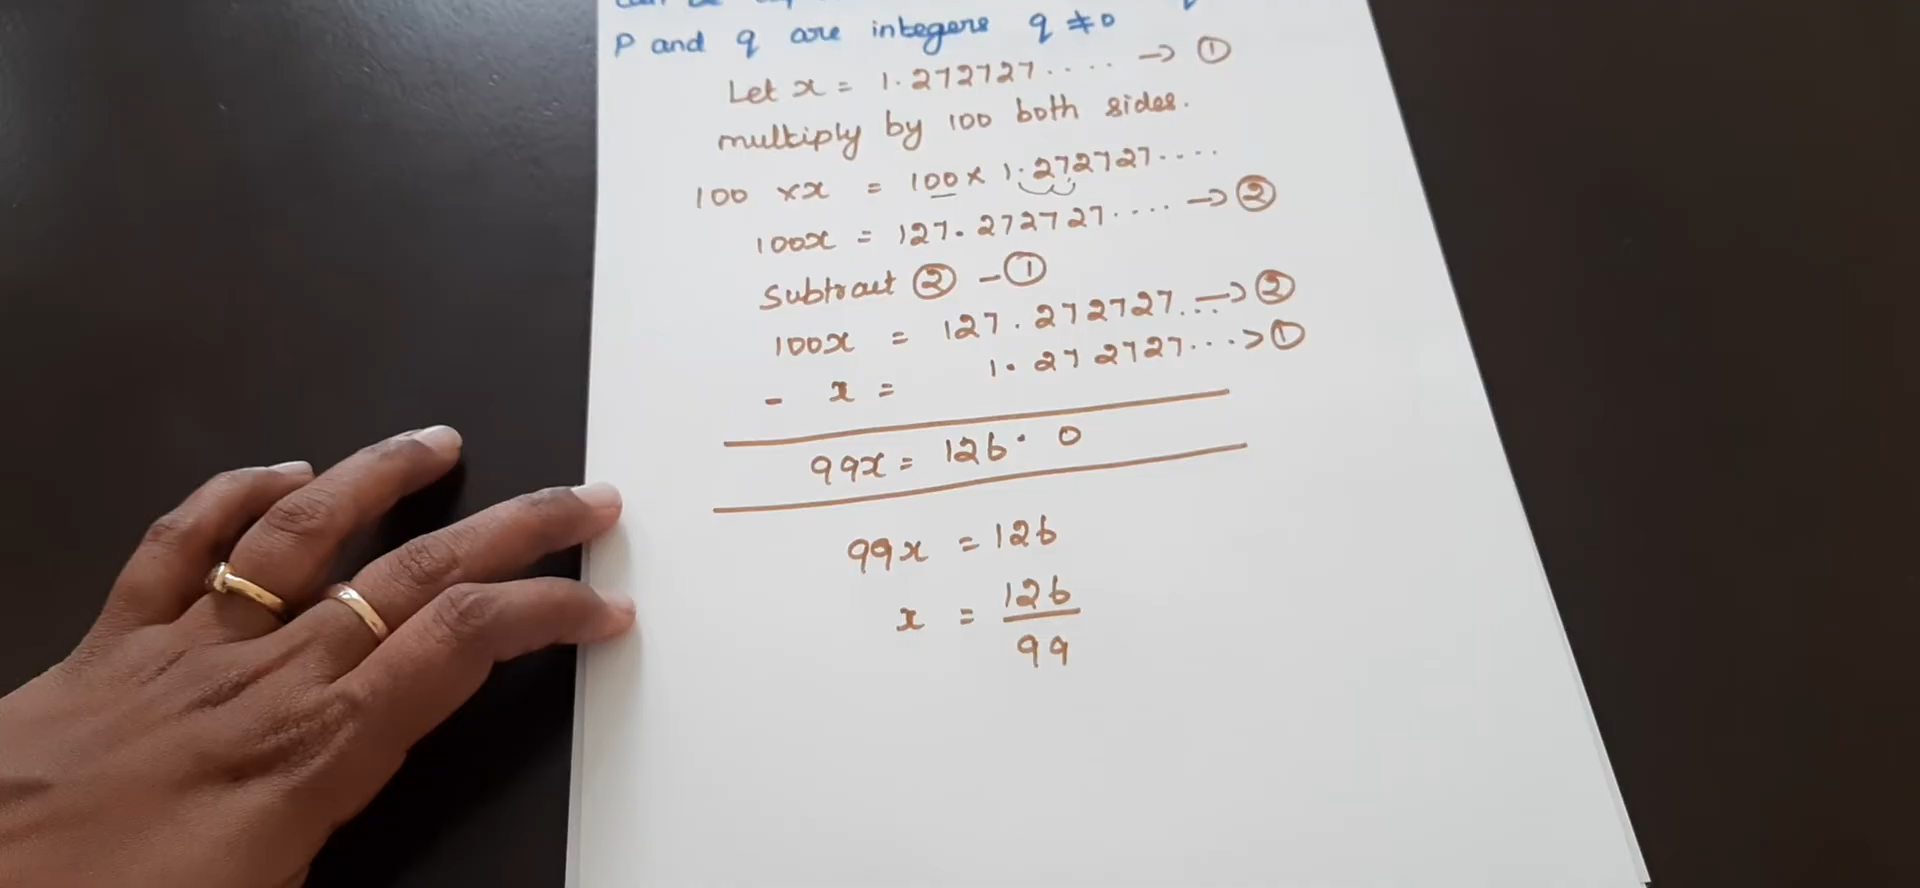 P and q are integers q ≠ 0
Let x = 1.272727.... → ①
multiply by 100 both sides.
100 × x = 100 × 1.272727....
100x = 127.272727.... → ②
Subtract ② - ①
100x = 127.272727... → ②
- x = 1.272727... > ①
99x = 126. 0
99x = 126
x = 126
99